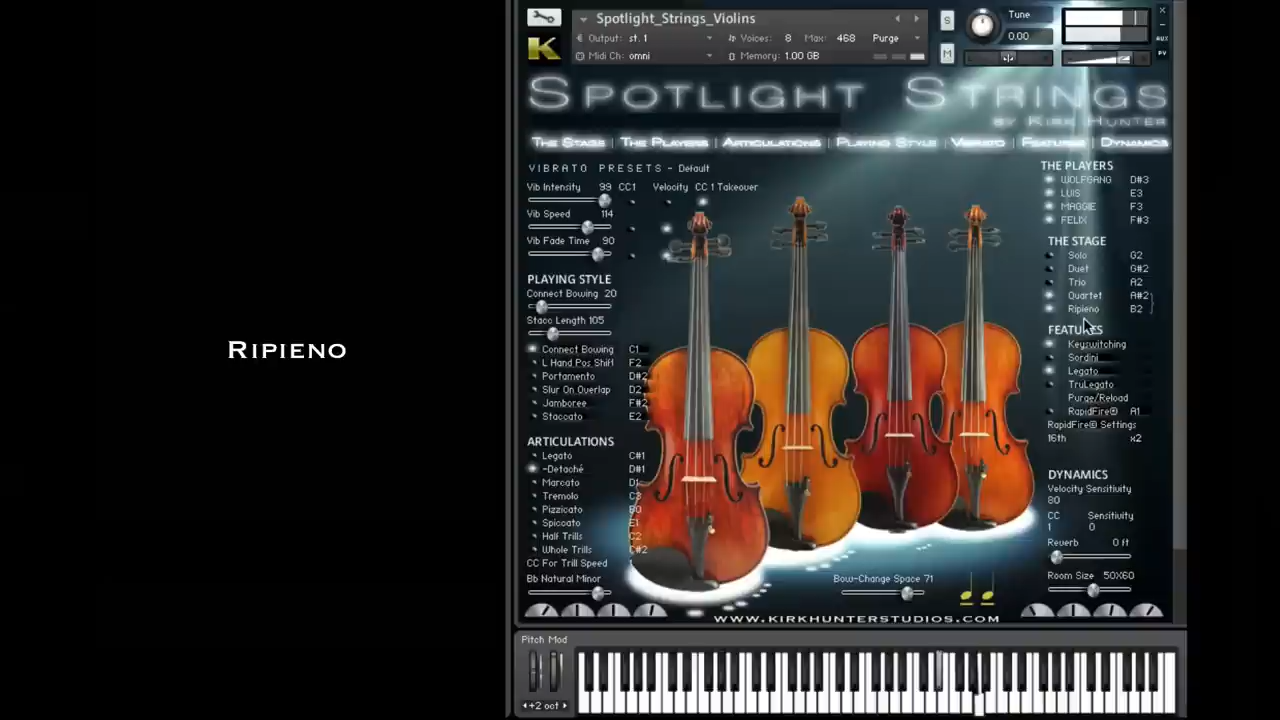 Ripieno
Spotlight_Strings_Violins
Output: st. 1
Voices: 8 Max: 468
Purge
Midi Ch: omni
Memory: 1.00 GB
S
M
Tune
0.00
AUX
PV
Spotlight Strings
by Kirk Hunter
The Stage | The Players | Articulations | Playing Style | Vibrato | Features | Dynamics
VIBRATO PRESETS - Default
Vib Intensity 99 CC1 Velocity CC 1 Takeover
Vib Speed 114
Vib Fade Time 90
PLAYING STYLE
Connect Bowing 20
Stacc Length 105
Connect Bowing C1
L Hand Pos Shift F2
Portamento D#2
Slur On Overlap D2
Jamboree F#2
Staccato E2
ARTICULATIONS
Legato C#1
-Detaché D#1
Marcato D1
Tremolo C3
Pizzicato B0
Spiccato E1
Half Trills C2
Whole Trills C#2
CC For Trill Speed
Bb Natural Minor
THE PLAYERS
WOLFGANG D#3
LUIS E3
MAGGIE F3
FELIX F#3
THE STAGE
Solo G2
Duet G#2
Trio A2
Quartet A#2
Ripieno B2
FEATURES
Keyswitching
Sordini
Legato
TruLegato
Purge/Reload
RapidFire® A1
RapidFire® Settings
16th x2
DYNAMICS
Velocity Sensitivity
80
CC Sensitivity
1 0
Reverb 0 ft
Room Size 50X60
Bow-Change Space 71
www.kirkhunterstudios.com
Pitch Mod
+2 oct